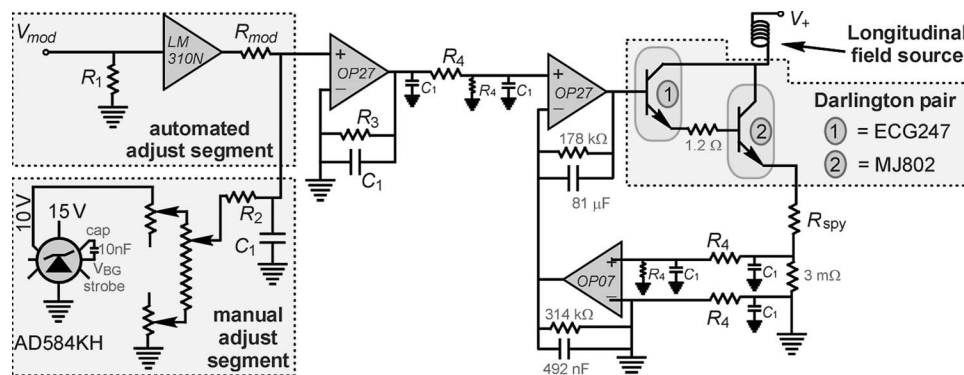 V_mod
LM
310N
R_mod
R_1
automated
adjust segment
+
−
OP27
R_3
C_1
C_1
R_4
R_4
C_1
+
−
OP27
178 kΩ
81 μF
V_+
Longitudinal
field source
Darlington pair
1 = ECG247
2 = MJ802
1
1.2 Ω
2
R_spy
10V
15V
cap
10nF
V_BG
strobe
AD584KH
R_2
C_1
manual
adjust
segment
+
−
OP07
R_4
C_1
R_4
C_1
3 mΩ
R_4
C_1
314 kΩ
492 nF